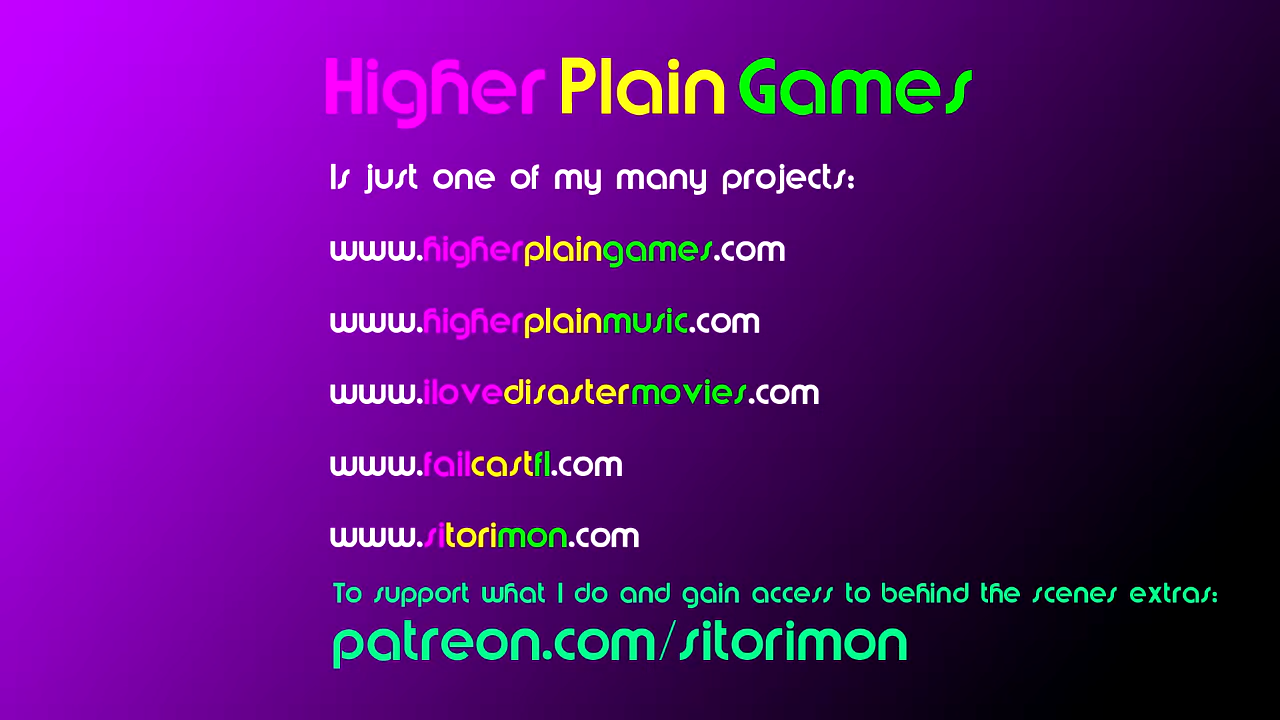 Higher Plain Games
Is just one of my many projects:
www.higherplaingames.com
www.higherplainmusic.com
www.ilovedisastermovies.com
www.failcastfl.com
www.sitorimon.com
To support what I do and gain access to behind the scenes extras:
patreon.com/sitorimon